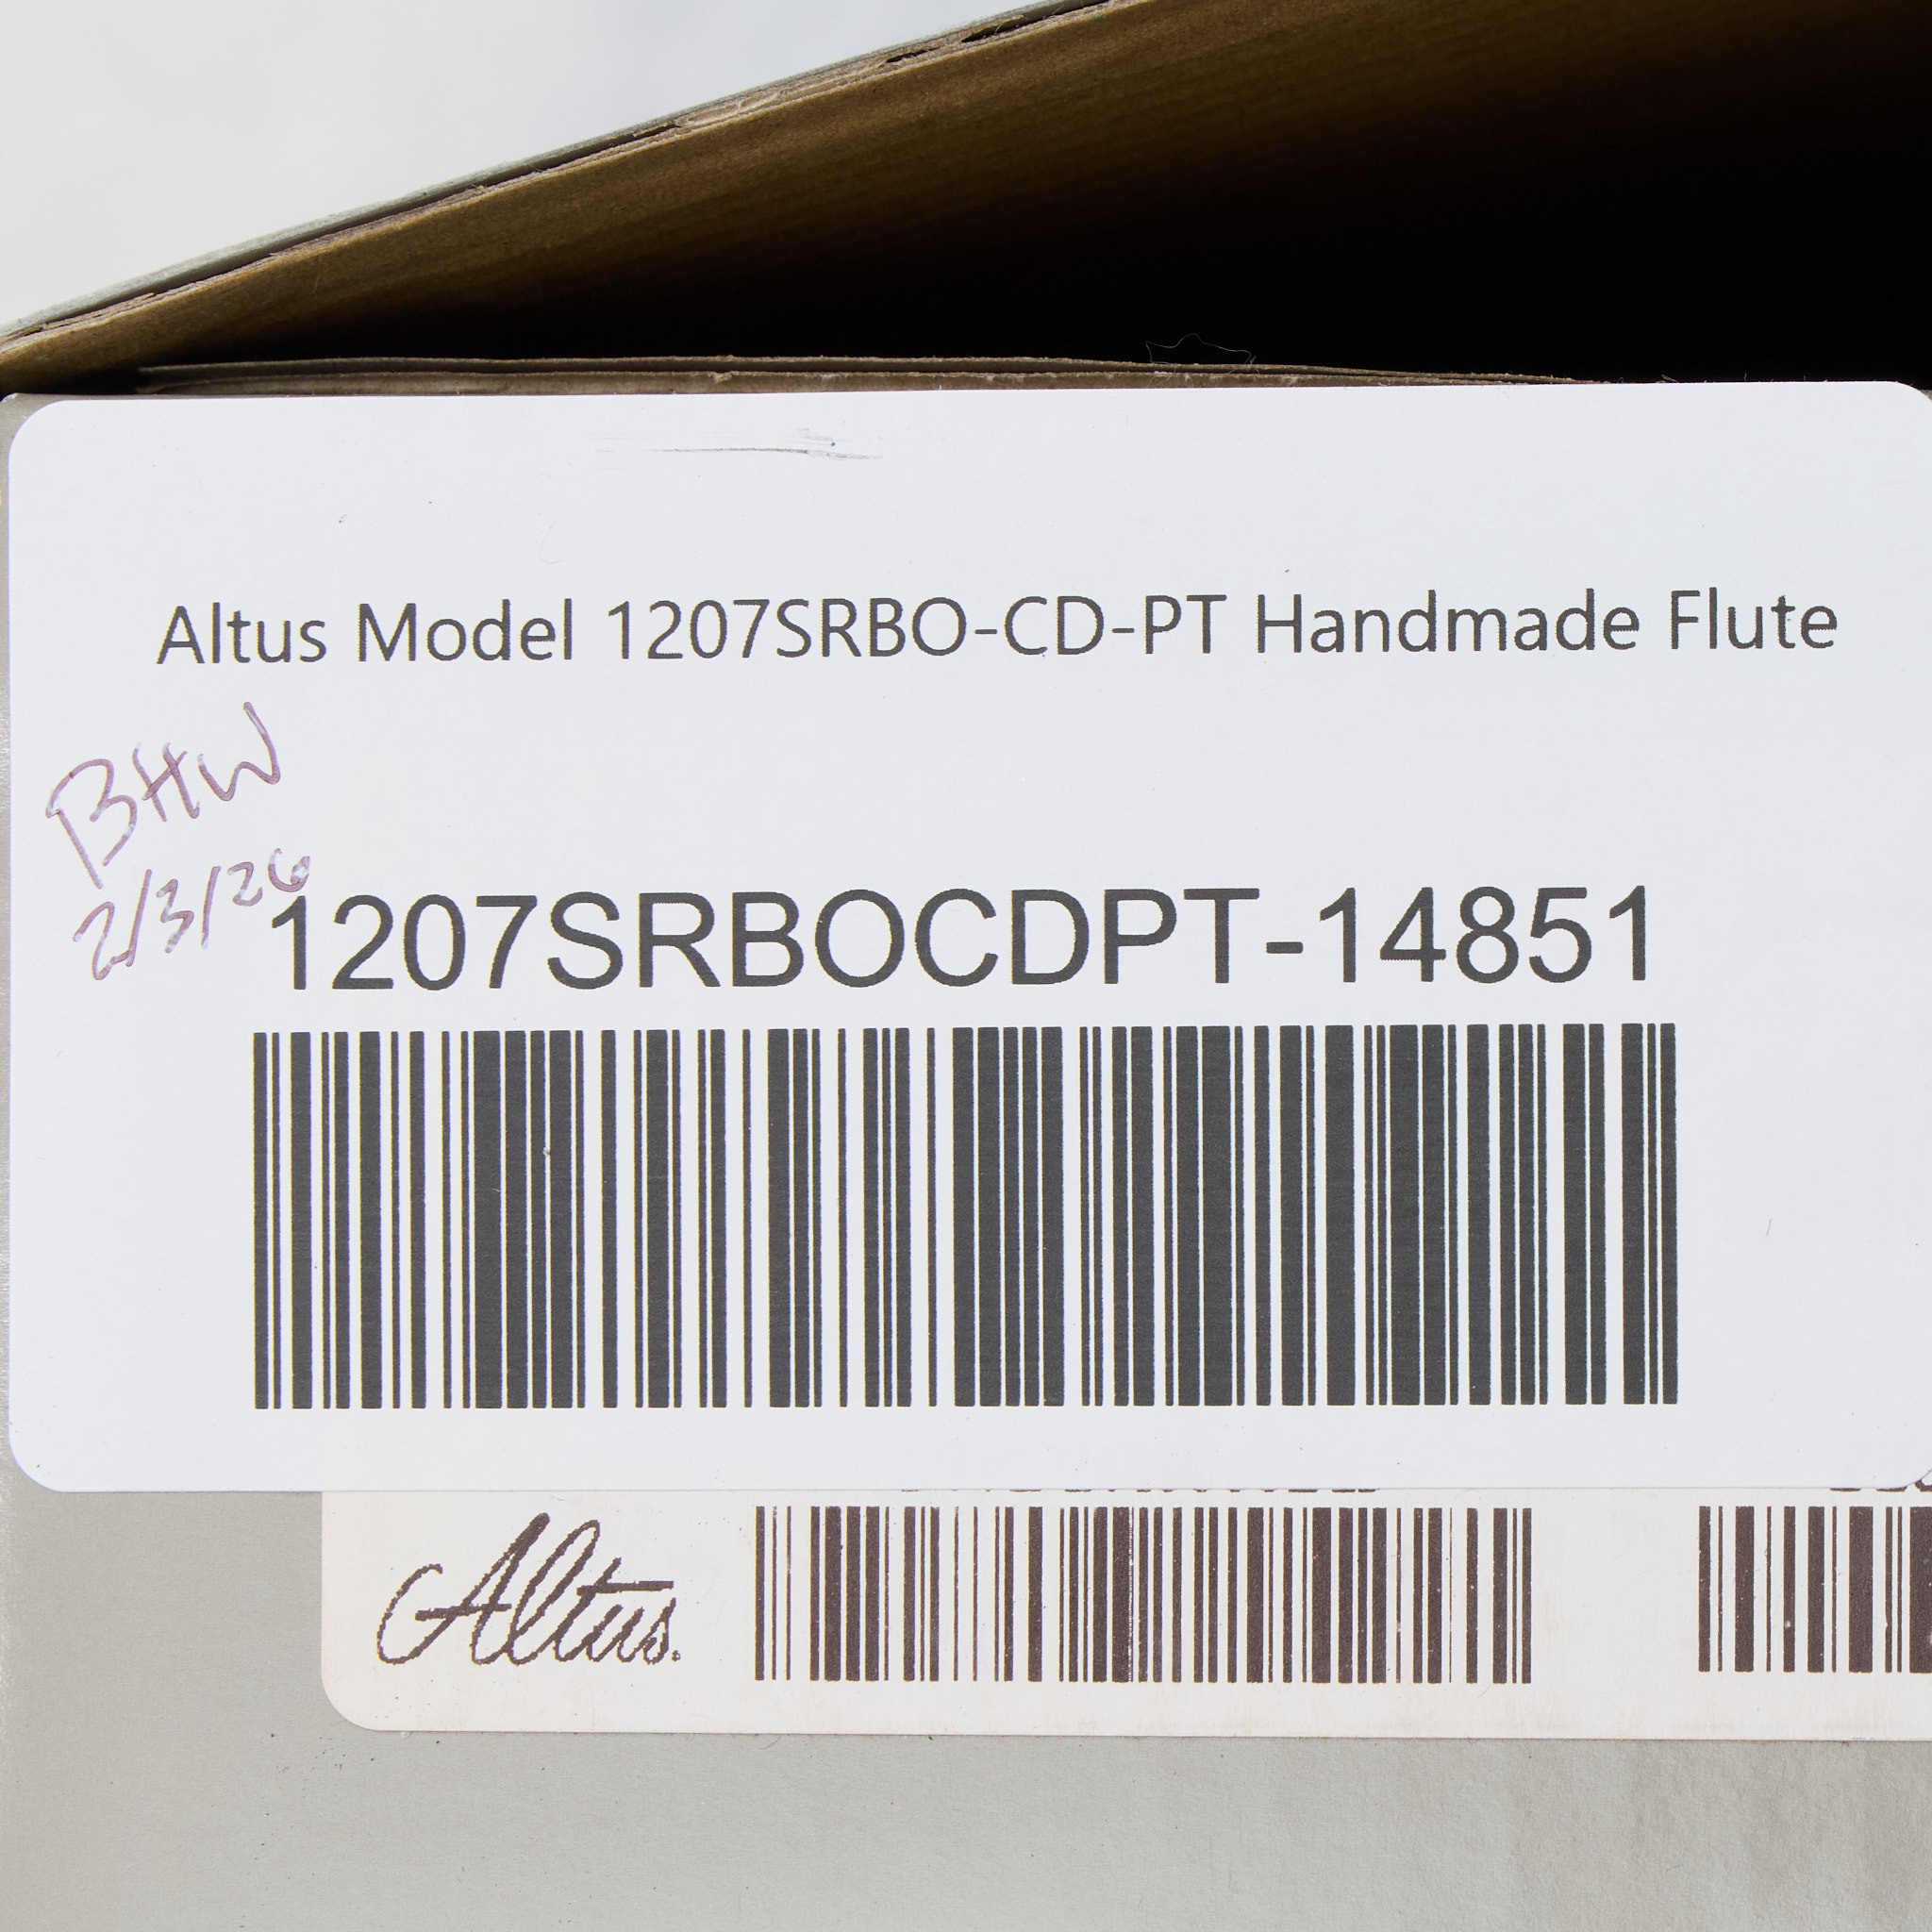 Altus Model 1207SRBO-CD-PT Handmade Flute
BHW
2/3/26
1207SRBOCDPT-14851
Altus.